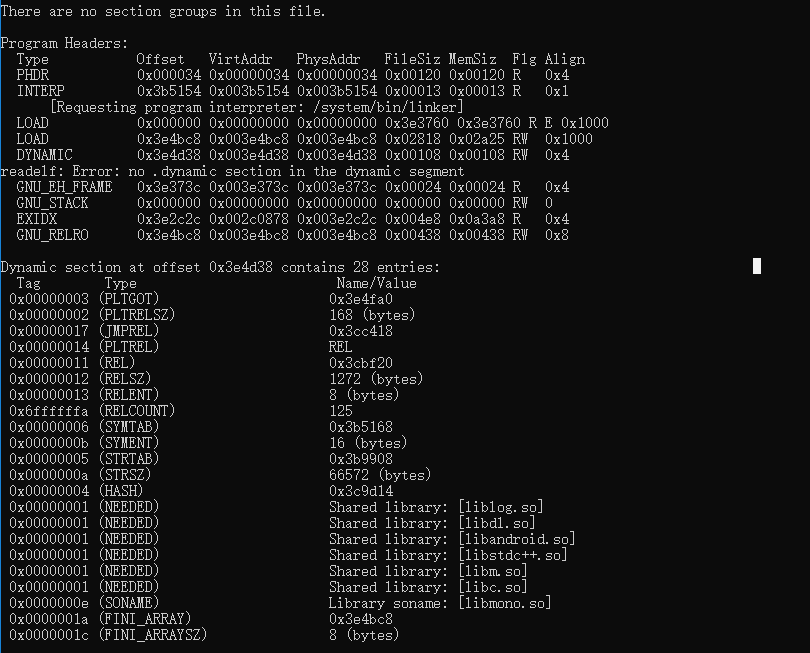 There are no section groups in this file.
Program Headers:
Type Offset VirtAddr PhysAddr FileSiz MemSiz Flg Align
PHDR 0x000034 0x00000034 0x00000034 0x00120 0x00120 R 0x4
INTERP 0x3b5154 0x003b5154 0x003b5154 0x00013 0x00013 R 0x1
[Requesting program interpreter: /system/bin/linker]
LOAD 0x000000 0x00000000 0x00000000 0x3e3760 0x3e3760 R E 0x1000
LOAD 0x3e4bc8 0x003e4bc8 0x003e4bc8 0x02818 0x02a25 RW 0x1000
DYNAMIC 0x3e4d38 0x003e4d38 0x003e4d38 0x00108 0x00108 RW 0x4
readelf: Error: no .dynamic section in the dynamic segment
GNU_EH_FRAME 0x3e373c 0x003e373c 0x003e373c 0x00024 0x00024 R 0x4
GNU_STACK 0x000000 0x00000000 0x00000000 0x00000 0x00000 RW 0
EXIDX 0x3e2c2c 0x002c0878 0x003e2c2c 0x004e8 0x0a3a8 R 0x4
GNU_RELRO 0x3e4bc8 0x003e4bc8 0x003e4bc8 0x00438 0x00438 RW 0x8
Dynamic section at offset 0x3e4d38 contains 28 entries:
Tag Type Name/Value
0x00000003 (PLTGOT) 0x3e4fa0
0x00000002 (PLTRELSZ) 168 (bytes)
0x00000017 (JMPREL) 0x3cc418
0x00000014 (PLTREL) REL
0x00000011 (REL) 0x3cbf20
0x00000012 (RELSZ) 1272 (bytes)
0x00000013 (RELENT) 8 (bytes)
0x6ffffffa (RELCOUNT) 125
0x00000006 (SYMTAB) 0x3b5168
0x0000000b (SYMENT) 16 (bytes)
0x00000005 (STRTAB) 0x3b9908
0x0000000a (STRSZ) 66572 (bytes)
0x00000004 (HASH) 0x3c9d14
0x00000001 (NEEDED) Shared library: [liblog.so]
0x00000001 (NEEDED) Shared library: [libdl.so]
0x00000001 (NEEDED) Shared library: [libandroid.so]
0x00000001 (NEEDED) Shared library: [libstdc++.so]
0x00000001 (NEEDED) Shared library: [libm.so]
0x00000001 (NEEDED) Shared library: [libc.so]
0x0000000e (SONAME) Library soname: [libmono.so]
0x0000001a (FINI_ARRAY) 0x3e4bc8
0x0000001c (FINI_ARRAYSZ) 8 (bytes)